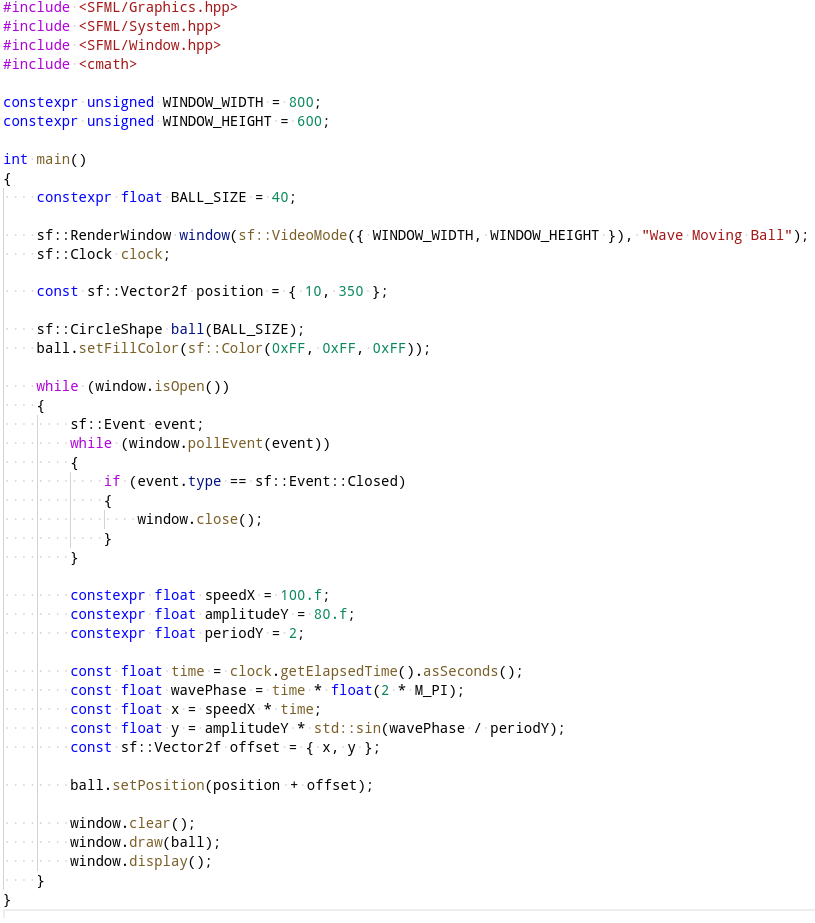 #include <SFML/Graphics.hpp>
#include <SFML/System.hpp>
#include <SFML/Window.hpp>
#include <cmath>

constexpr unsigned WINDOW_WIDTH = 800;
constexpr unsigned WINDOW_HEIGHT = 600;

int main()
{
    constexpr float BALL_SIZE = 40;

    sf::RenderWindow window(sf::VideoMode({ WINDOW_WIDTH, WINDOW_HEIGHT }), "Wave Moving Ball");
    sf::Clock clock;

    const sf::Vector2f position = { 10, 350 };

    sf::CircleShape ball(BALL_SIZE);
    ball.setFillColor(sf::Color(0xFF, 0xFF, 0xFF));

    while (window.isOpen())
    {
        sf::Event event;
        while (window.pollEvent(event))
        {
            if (event.type == sf::Event::Closed)
            {
                window.close();
            }
        }

        constexpr float speedX = 100.f;
        constexpr float amplitudeY = 80.f;
        constexpr float periodY = 2;

        const float time = clock.getElapsedTime().asSeconds();
        const float wavePhase = time * float(2 * M_PI);
        const float x = speedX * time;
        const float y = amplitudeY * std::sin(wavePhase / periodY);
        const sf::Vector2f offset = { x, y };

        ball.setPosition(position + offset);

        window.clear();
        window.draw(ball);
        window.display();
    }
}